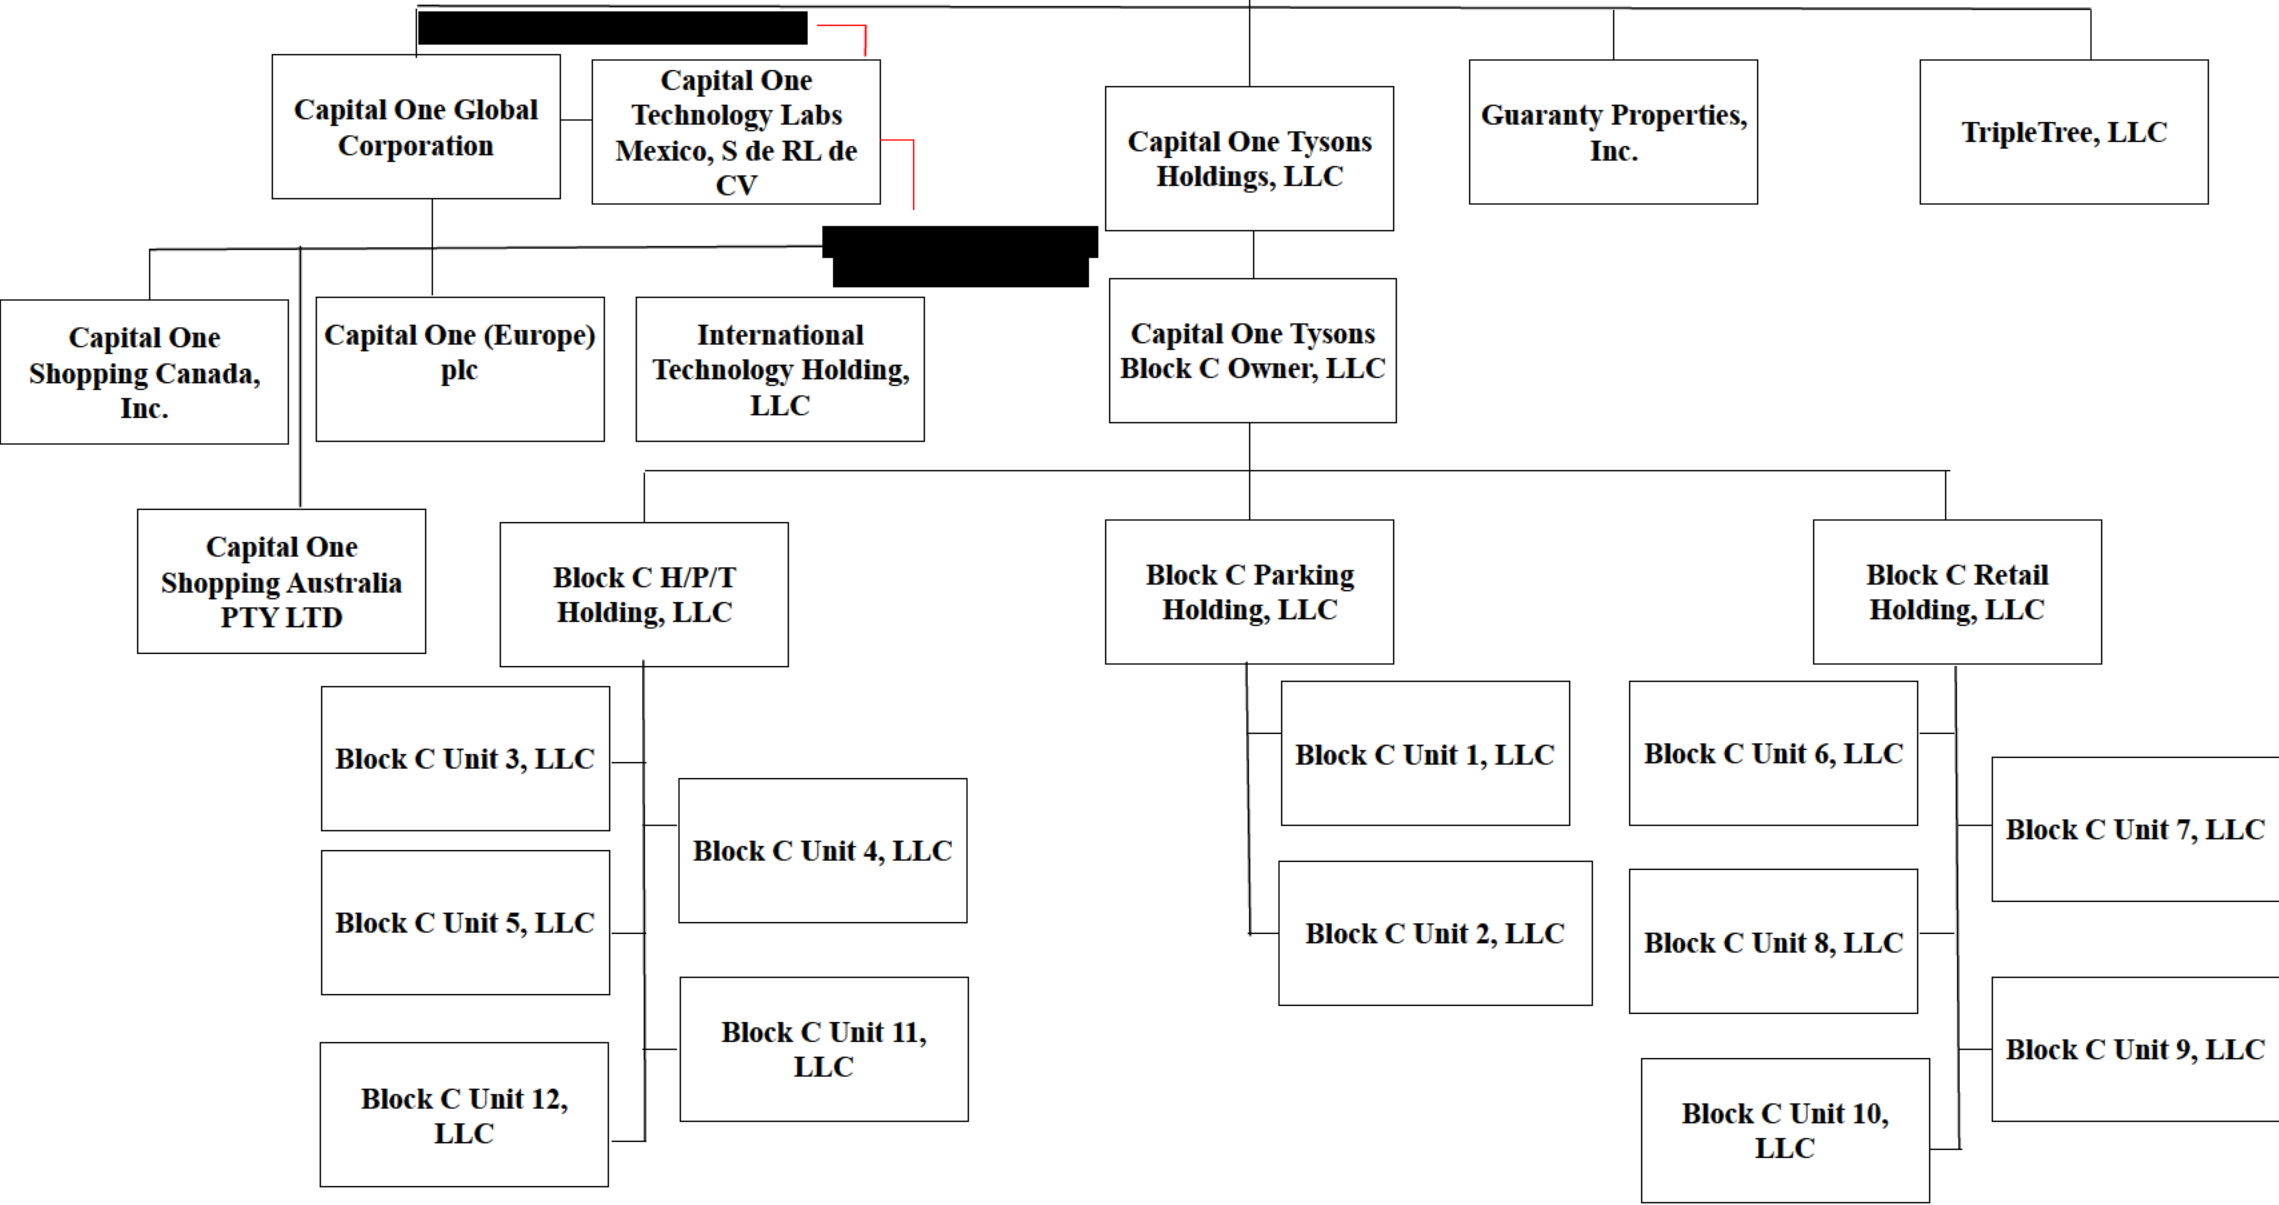 Capital One Global
Corporation
Capital One
Technology Labs
Mexico, S de RL de
CV
Capital One Tysons
Holdings, LLC
Guaranty Properties,
Inc.
TripleTree, LLC
Capital One
Shopping Canada,
Inc.
Capital One (Europe)
plc
International
Technology Holding,
LLC
Capital One Tysons
Block C Owner, LLC
Capital One
Shopping Australia
PTY LTD
Block C H/P/T
Holding, LLC
Block C Parking
Holding, LLC
Block C Retail
Holding, LLC
Block C Unit 3, LLC
Block C Unit 4, LLC
Block C Unit 5, LLC
Block C Unit 11,
LLC
Block C Unit 12,
LLC
Block C Unit 1, LLC
Block C Unit 2, LLC
Block C Unit 6, LLC
Block C Unit 7, LLC
Block C Unit 8, LLC
Block C Unit 9, LLC
Block C Unit 10,
LLC